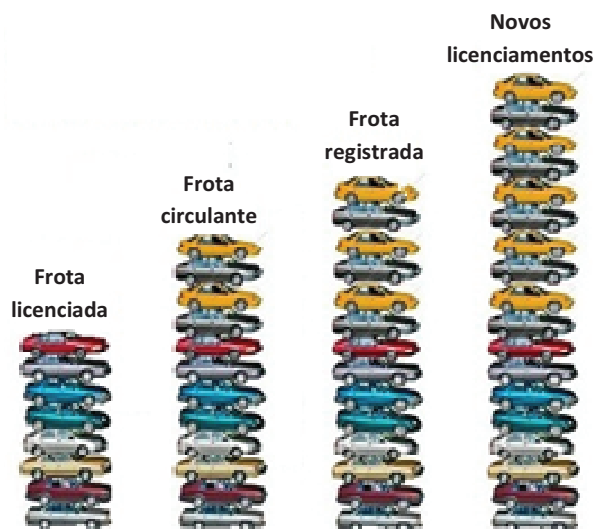 Novos
licenciamentos
Frota
registrada
Frota
circulante
Frota
licenciada